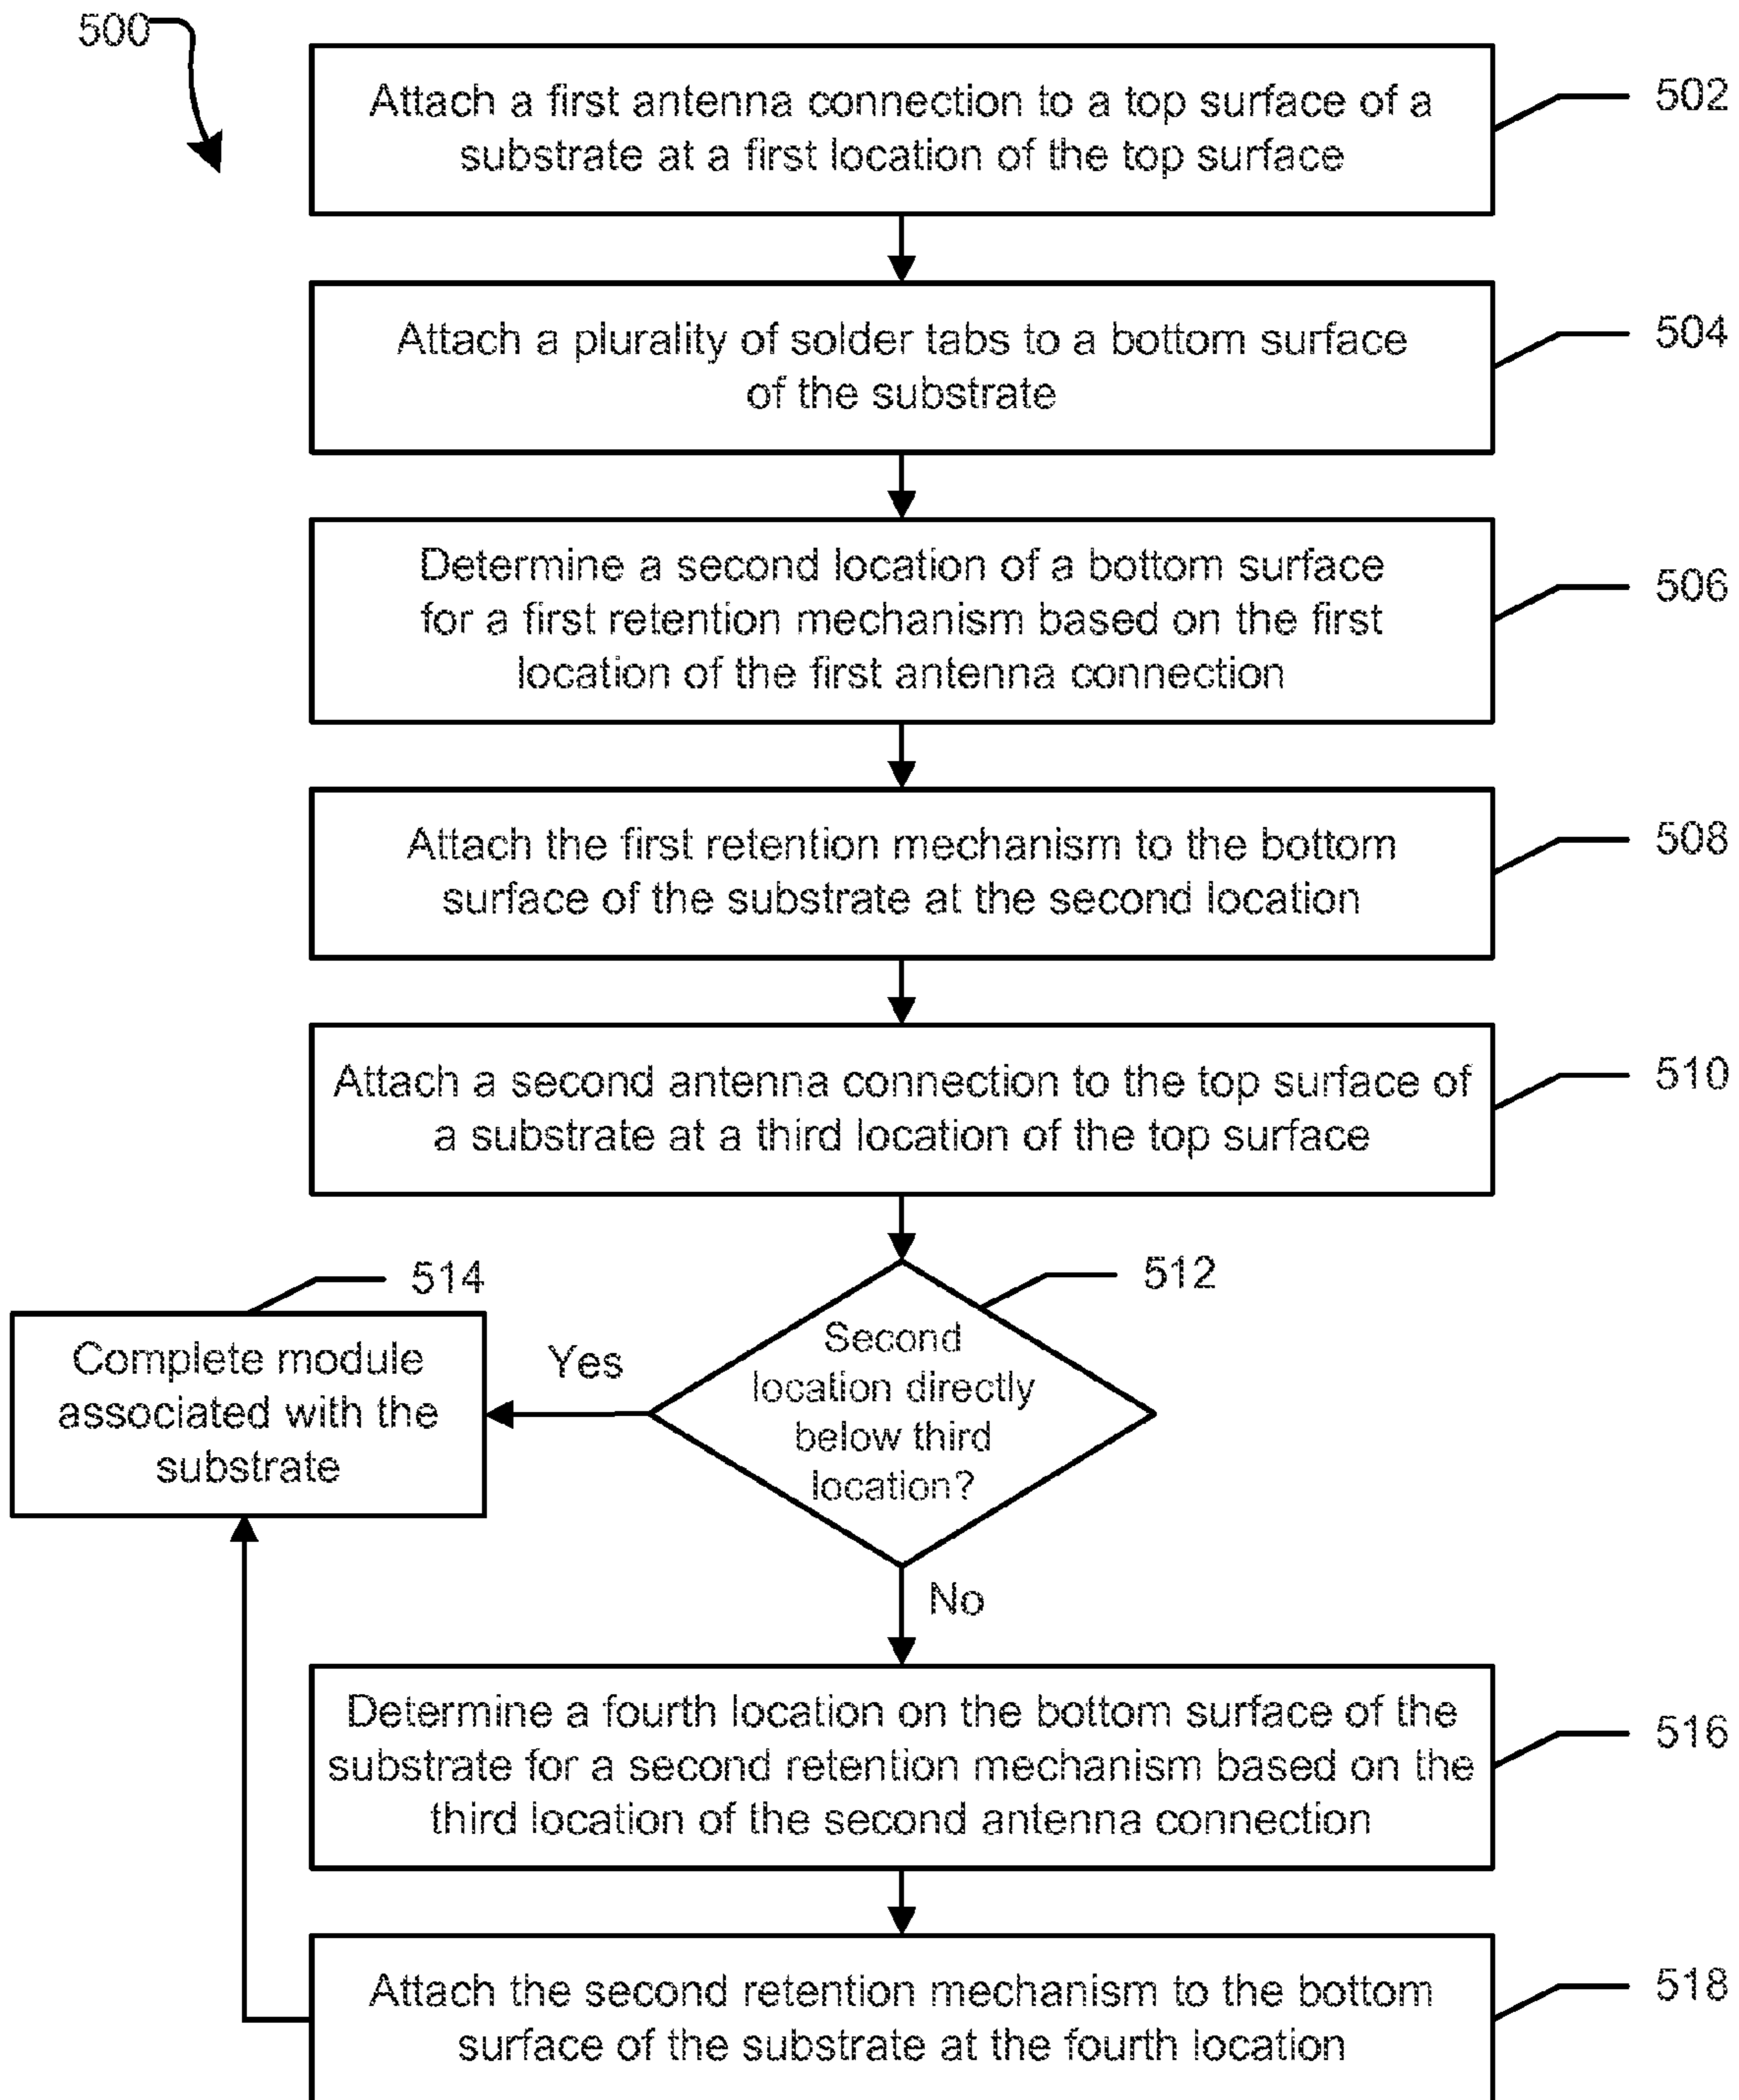 500
Attach a first antenna connection to a top surface of a
substrate at a first location of the top surface
502
Attach a plurality of solder tabs to a bottom surface
of the substrate
504
Determine a second location of a bottom surface
for a first retention mechanism based on the first
location of the first antenna connection
506
Attach the first retention mechanism to the bottom
surface of the substrate at the second location
508
Attach a second antenna connection to the top surface of
a substrate at a third location of the top surface
510
Second
location directly
below third
location?
512
Yes
514
Complete module
associated with the
substrate
No
Determine a fourth location on the bottom surface of the
substrate for a second retention mechanism based on the
third location of the second antenna connection
516
Attach the second retention mechanism to the bottom
surface of the substrate at the fourth location
518